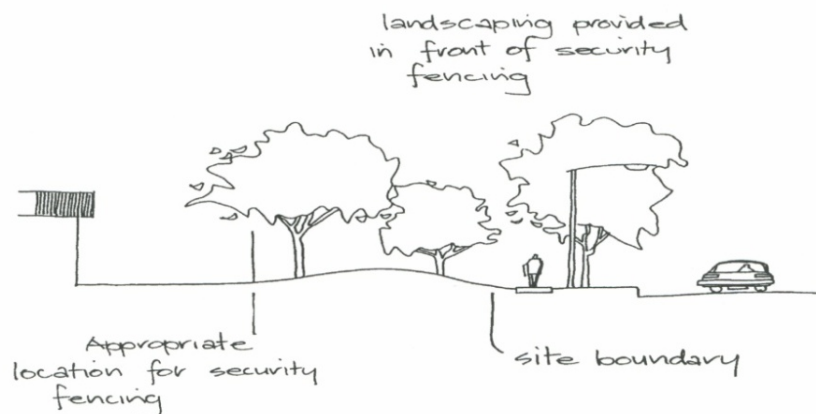 landscaping provided
in front of security
fencing
Appropriate
location for security
fencing
site boundary